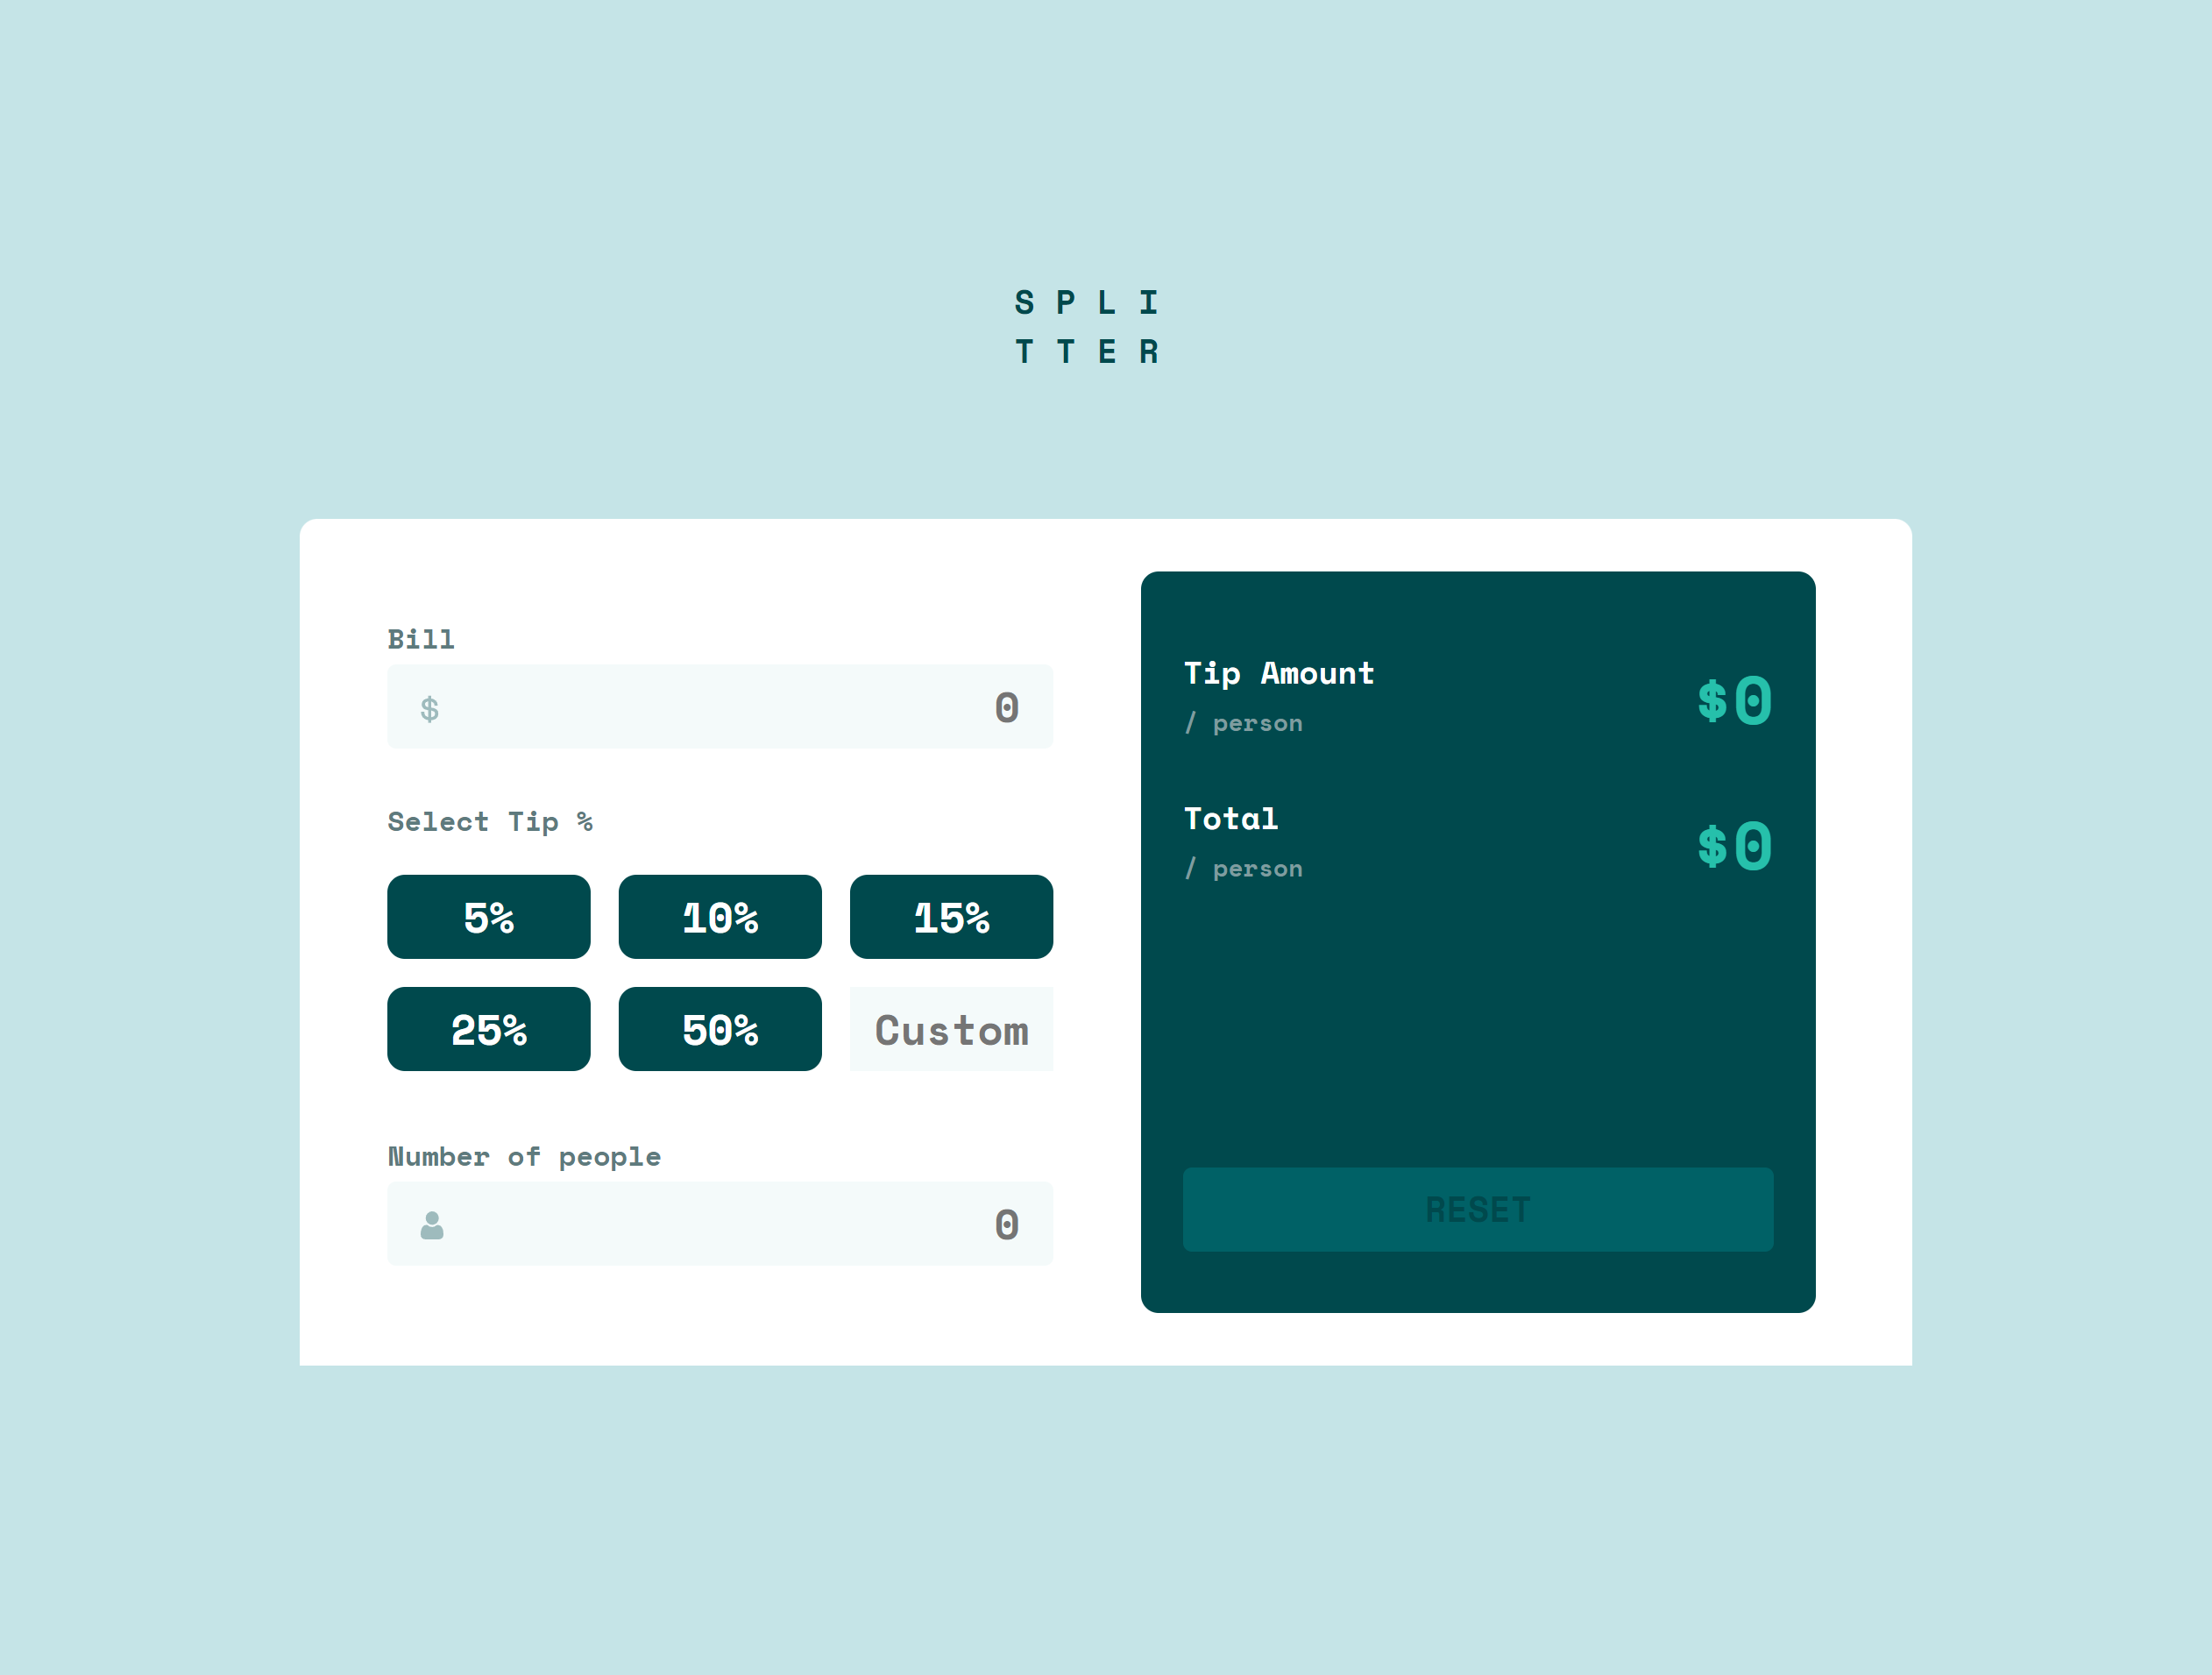 S P L I
T T E R
Bill
$ 0
Select Tip %
5% 10% 15%
25% 50% Custom
Number of people
0
Tip Amount
/ person
$0
Total
/ person
$0
RESET